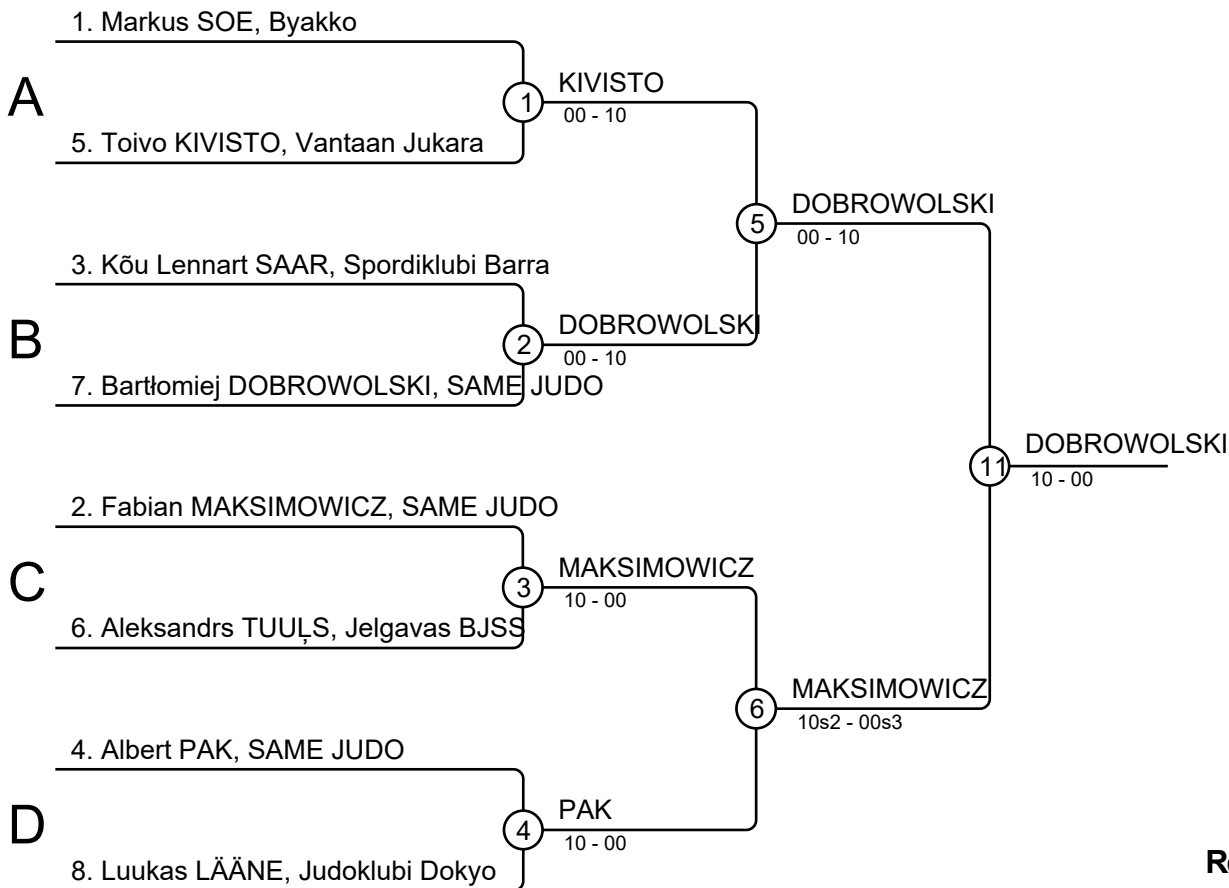 1. Markus SOE, Byakko
A
1
KIVISTO
00 - 10
5. Toivo KIVISTO, Vantaan Jukara
5
DOBROWOLSKI
00 - 10
3. Kõu Lennart SAAR, Spordiklubi Barra
B
2
DOBROWOLSKI
00 - 10
7. Bartłomiej DOBROWOLSKI, SAME JUDO
11
DOBROWOLSKI
10 - 00
2. Fabian MAKSIMOWICZ, SAME JUDO
C
3
MAKSIMOWICZ
10 - 00
6. Aleksandrs TUUĻS, Jelgavas BJSS
6
MAKSIMOWICZ
10s2 - 00s3
4. Albert PAK, SAME JUDO
D
4
PAK
10 - 00
8. Luukas LÄÄNE, Judoklubi Dokyo